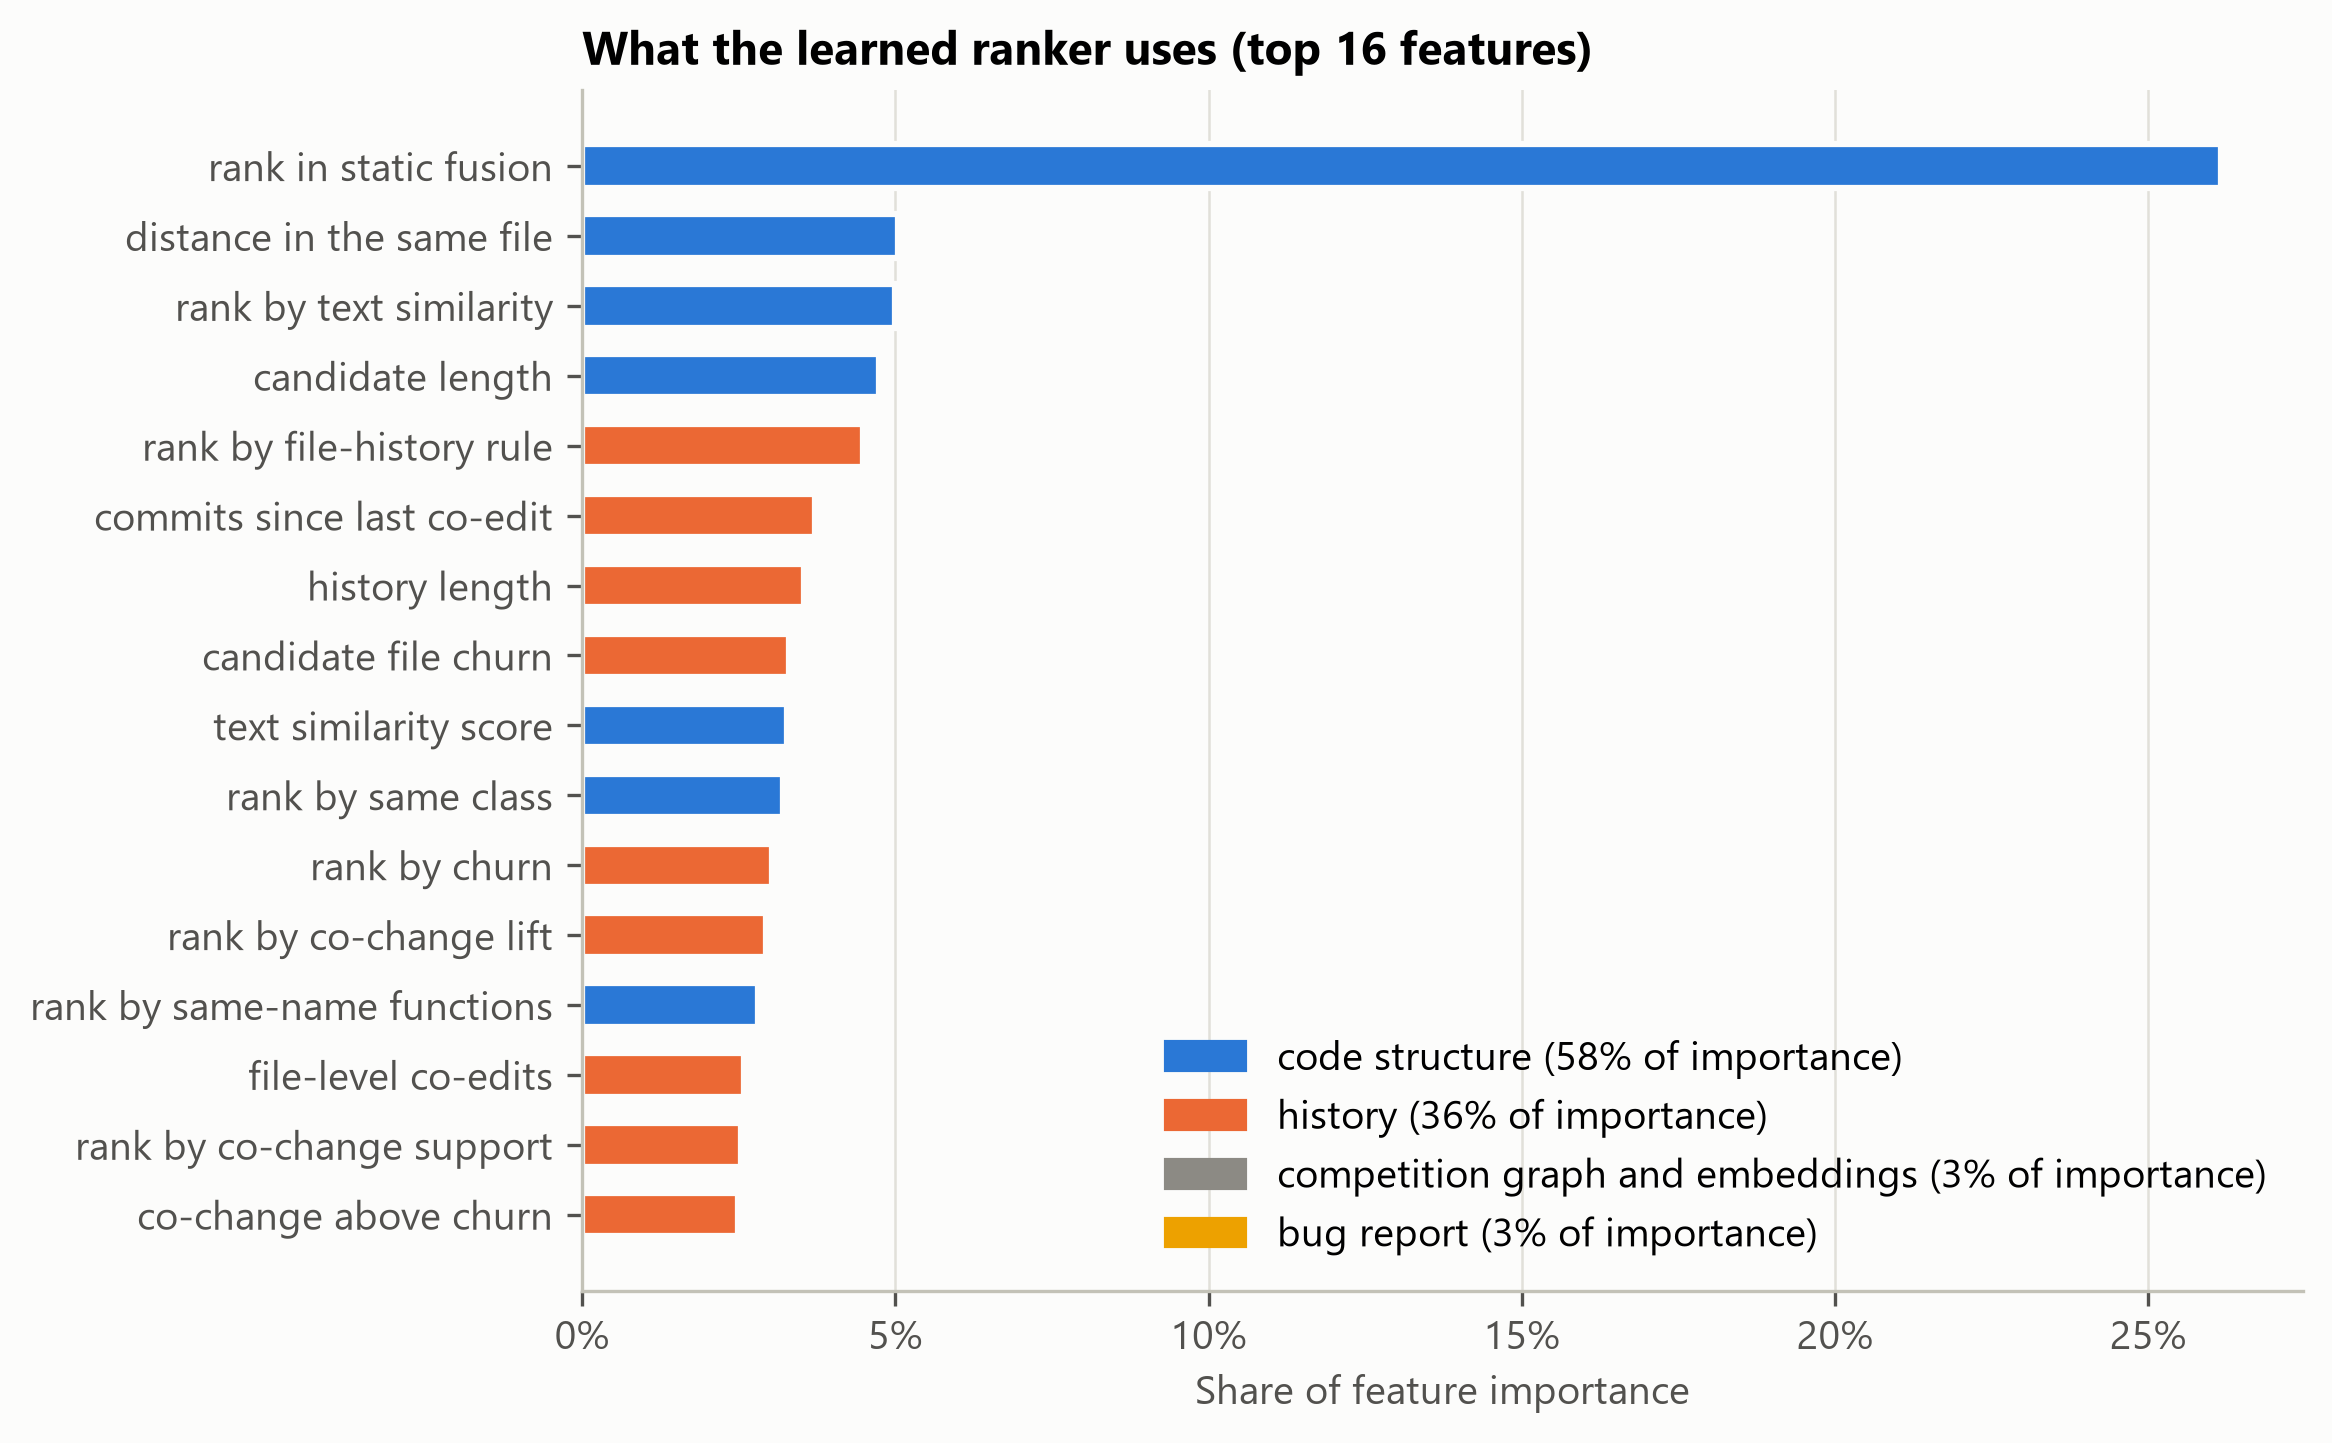 What the learned ranker uses (top 16 features)
rank in static fusion
distance in the same file
rank by text similarity
candidate length
rank by file-history rule
commits since last co-edit
history length
candidate file churn
text similarity score
rank by same class
rank by churn
rank by co-change lift
rank by same-name functions
file-level co-edits
rank by co-change support
co-change above churn
code structure (58% of importance)
history (36% of importance)
competition graph and embeddings (3% of importance)
bug report (3% of importance)
0% 5% 10% 15% 20% 25%
Share of feature importance